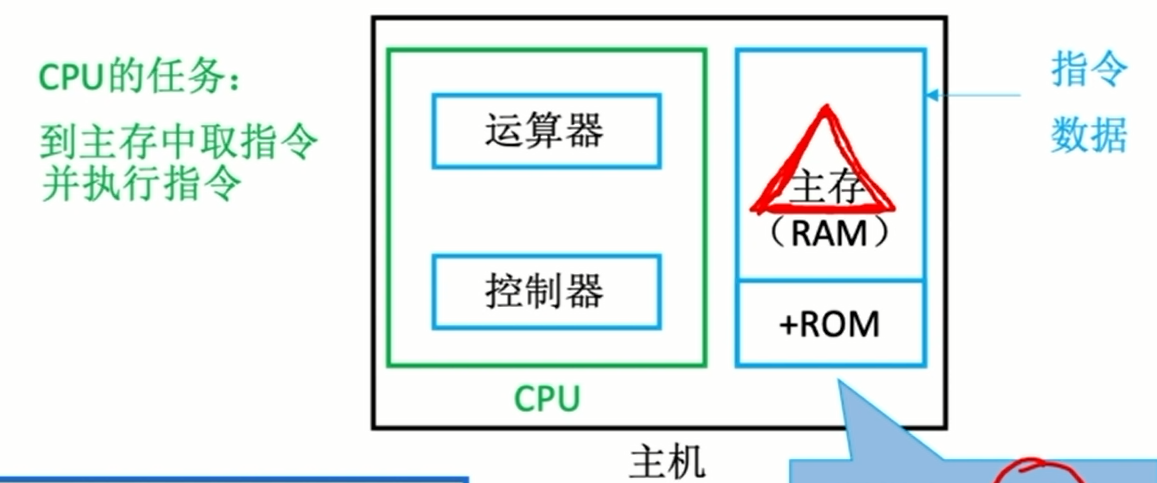 CPU的任务：
到主存中取指令
并执行指令
运算器
控制器
CPU
主存
（RAM）
+ROM
指令
数据
主机